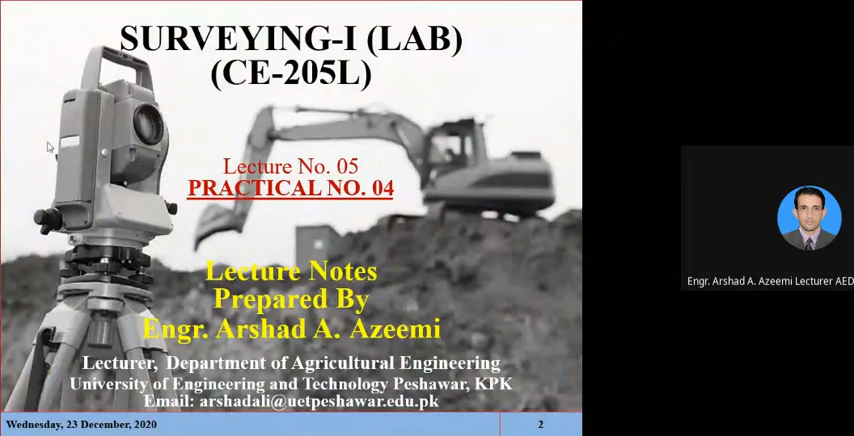 SURVEYING-I (LAB)
(CE-205L)
Lecture No. 05
PRACTICAL NO. 04
Lecture Notes
Prepared By
Engr. Arshad A. Azeemi
Lecturer, Department of Agricultural Engineering
University of Engineering and Technology Peshawar, KPK
Email: arshadali@uetpeshawar.edu.pk
Wednesday, 23 December, 2020
2
Engr. Arshad A. Azeemi Lecturer AED